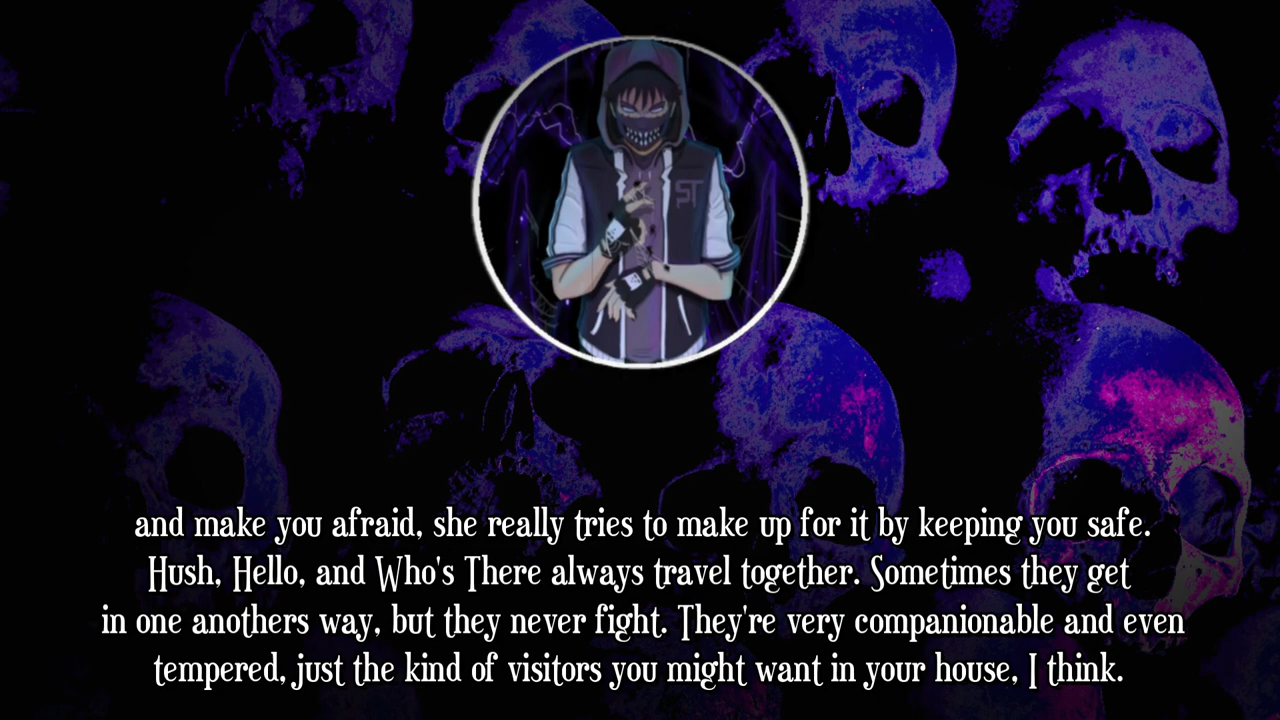 ST
and make you afraid, she really tries to make up for it by keeping you safe.
Hush, Hello, and Who's There always travel together. Sometimes they get
in one anothers way, but they never fight. They're very companionable and even
tempered, just the kind of visitors you might want in your house, I think.